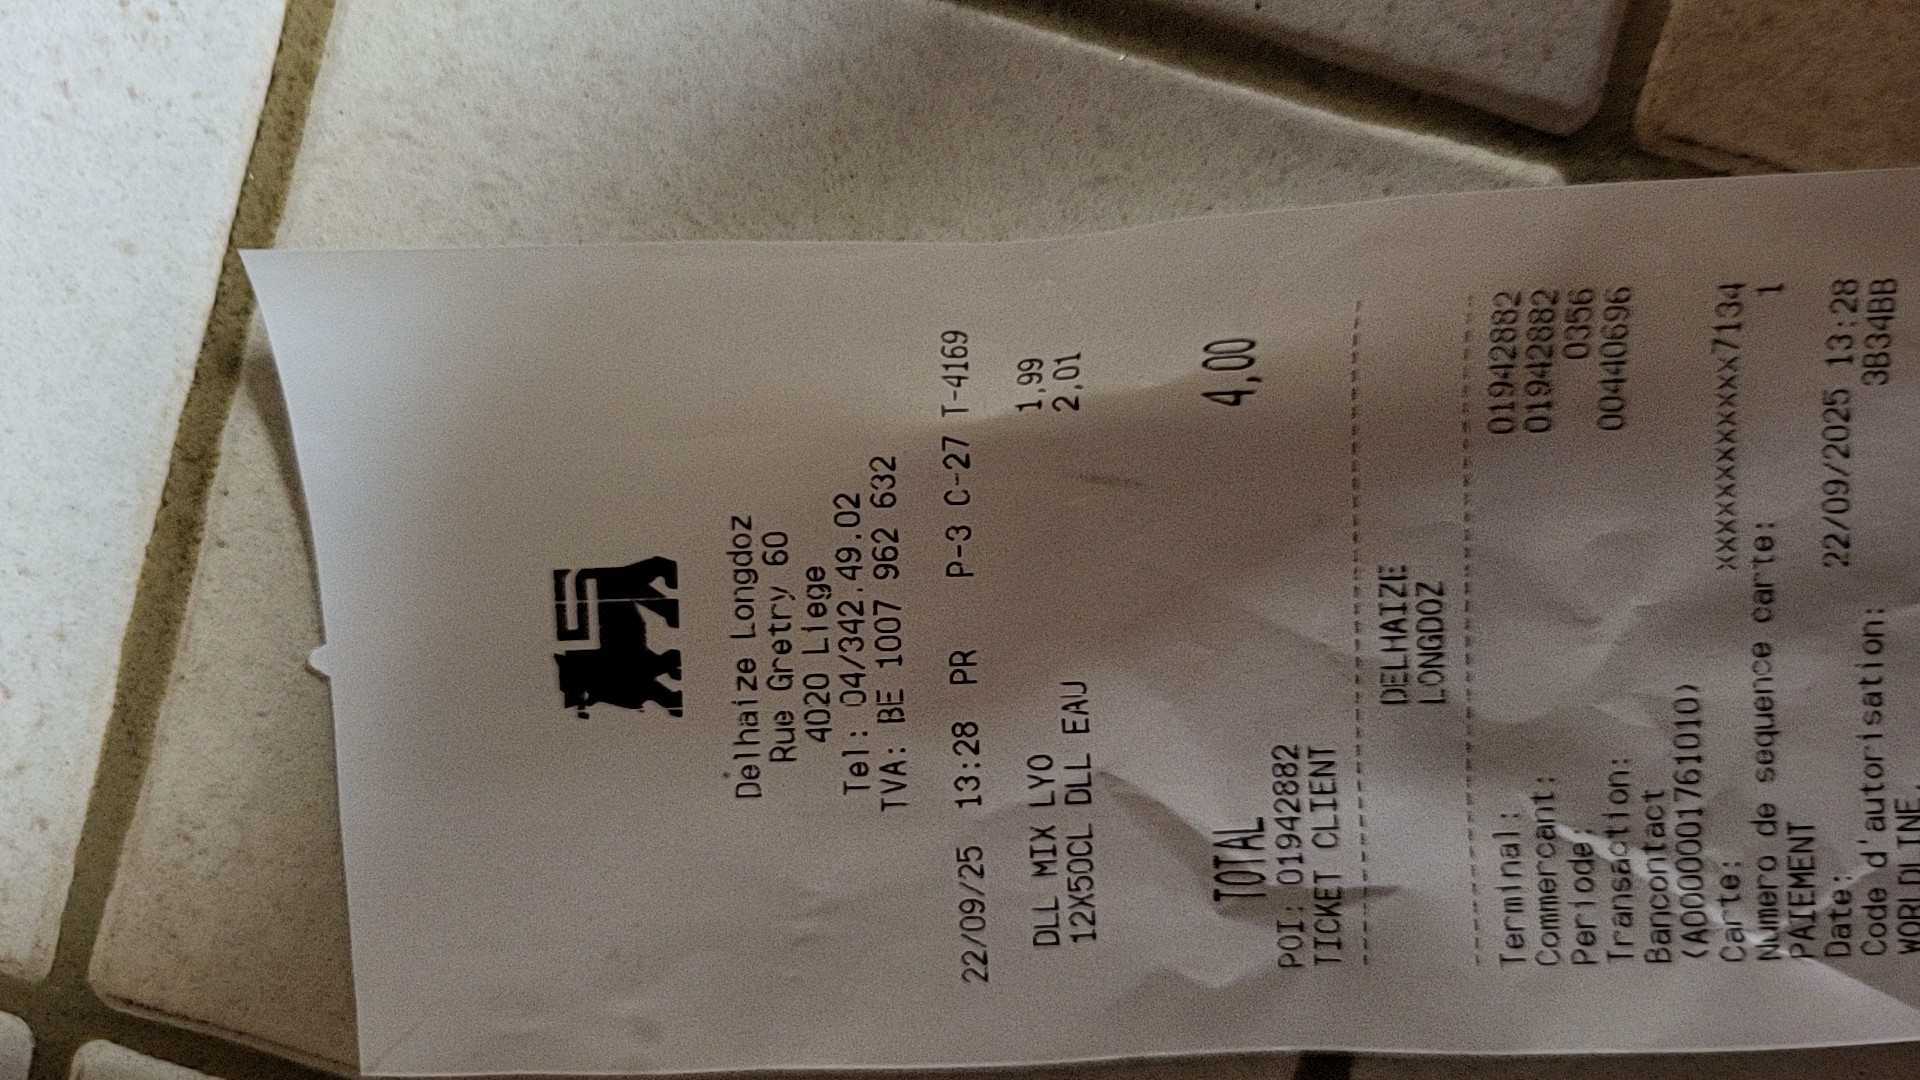 Delhaize Longdoz
Rue Gretry 60
4020 Liege
Tel: 04/342.49.02
TVA: BE 1007 962 632
22/09/25 13:28 PR P-3 C-27 T-4169
DLL MIX LYO 1,99
12X50CL DLL EAU 2,01
TOTAL 4,00
POI: 01942882
TICKET CLIENT
DELHAIZE
LONGDOZ
Terminal: 01942882
Commercant: 01942882
Periode: 0356
Transaction: 00440696
Bancontact
(A0000001761010)
Carte: xxxxxxxxxxxxx7134
Numero de sequence carte: 1
PAIEMENT
Date: 22/09/2025 13:28
Code d'autorisation: 3B34BB
WORLDLINE